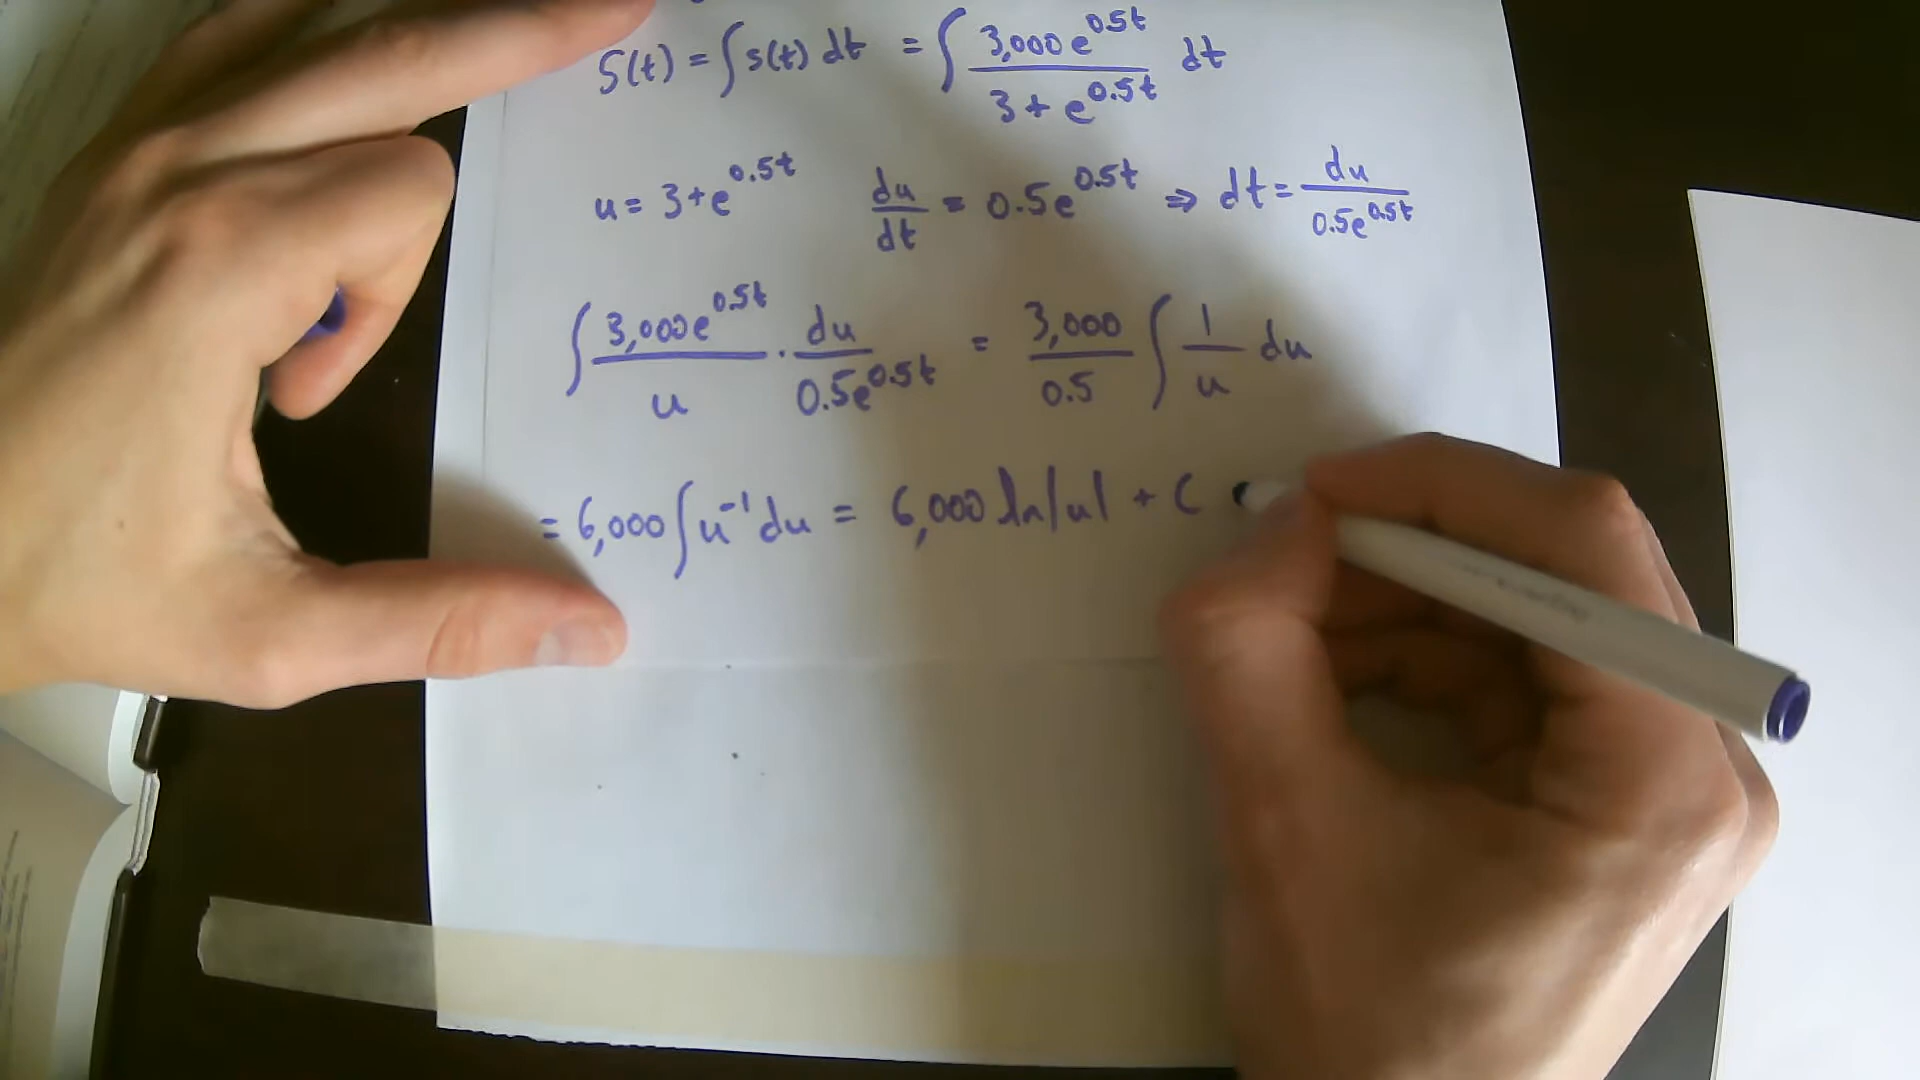 S(t) = ∫ s(t) dt = ∫ 3,000e^0.5t / 3 + e^0.5t dt
u = 3 + e^0.5t du/dt = 0.5e^0.5t ⇒ dt = du / 0.5e^0.5t
∫ 3,000e^0.5t / u · du / 0.5e^0.5t = 3,000 / 0.5 ∫ 1/u du
= 6,000 ∫ u^-1 du = 6,000 ln|u| + C